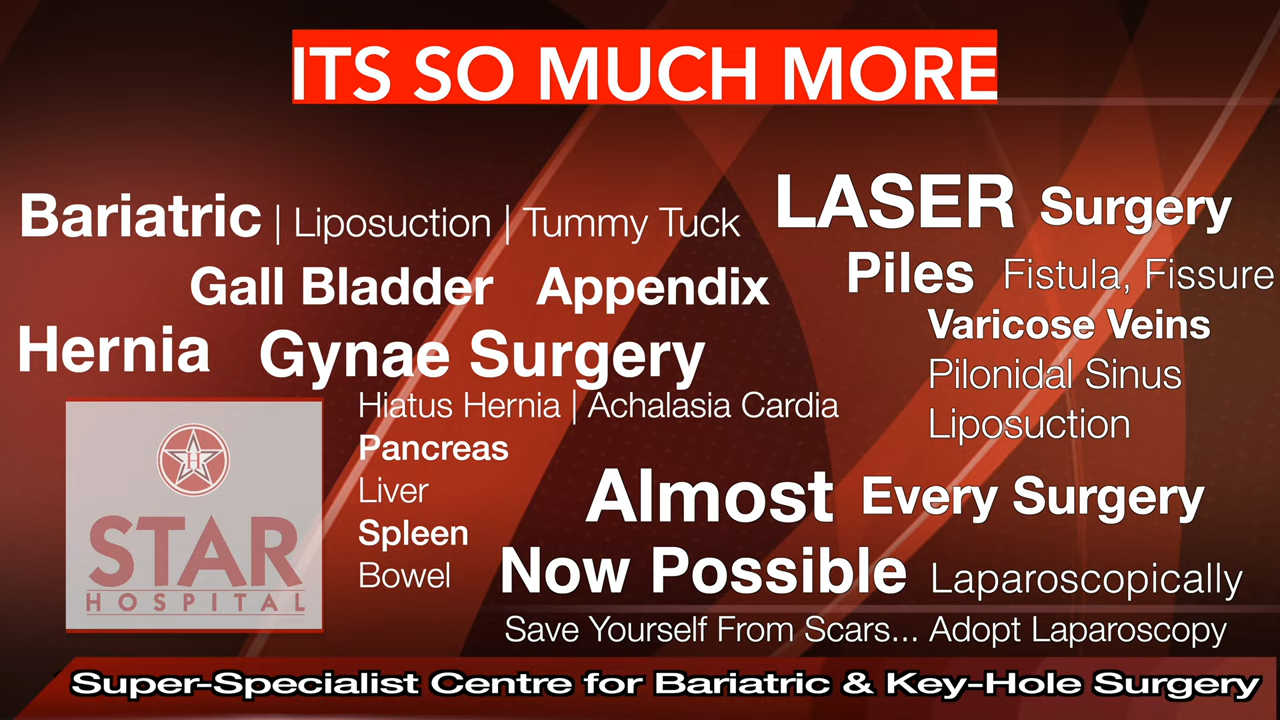 ITS SO MUCH MORE
Bariatric | Liposuction | Tummy Tuck
Gall Bladder Appendix
Hernia Gynae Surgery
Hiatus Hernia | Achalasia Cardia
Pancreas
Liver
Spleen
Bowel
LASER Surgery
Piles Fistula, Fissure
Varicose Veins
Pilonidal Sinus
Liposuction
Almost Every Surgery
Now Possible Laparoscopically
Save Yourself From Scars... Adopt Laparoscopy
H
STAR
HOSPITAL
Super-Specialist Centre for Bariatric & Key-Hole Surgery